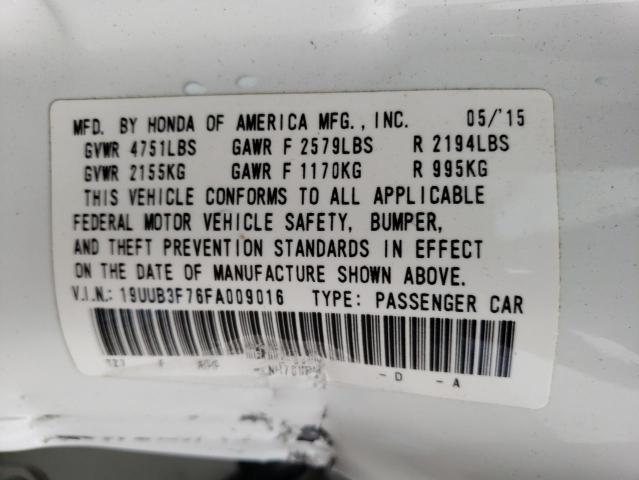 MFD. BY HONDA OF AMERICA MFG., INC. 05/'15
GVWR 4751LBS GAWR F 2579LBS R 2194LBS
GVWR 2155KG GAWR F 1170KG R 995KG
THIS VEHICLE CONFORMS TO ALL APPLICABLE
FEDERAL MOTOR VEHICLE SAFETY, BUMPER,
AND THEFT PREVENTION STANDARDS IN EFFECT
ON THE DATE OF MANUFACTURE SHOWN ABOVE.
V.I.N.: 19UUB3F76FA009016 TYPE: PASSENGER CAR
- D - A